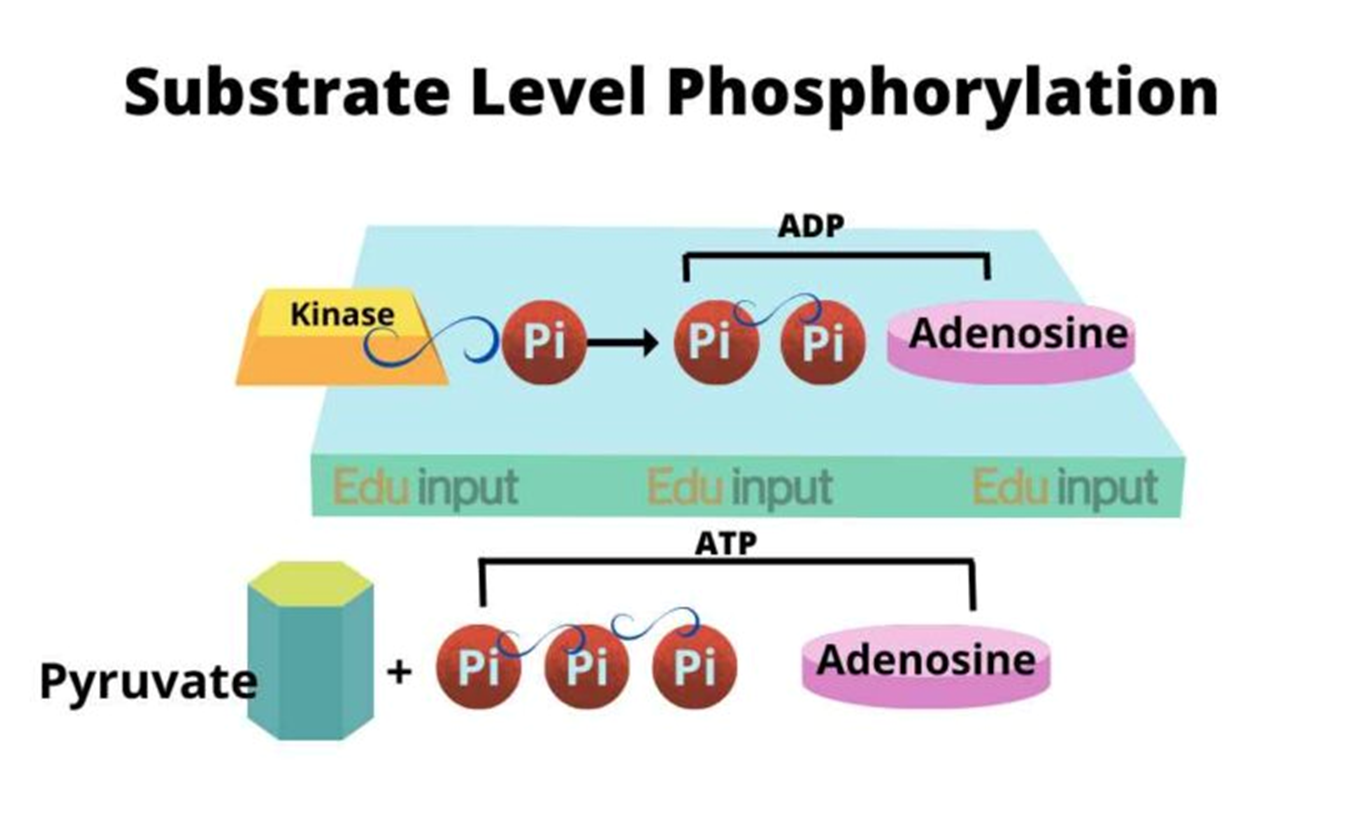 Substrate Level Phosphorylation
ADP
Kinase
Pi Pi Pi Adenosine
Edu input Edu input Edu input
ATP
Pyruvate + Pi Pi Pi Adenosine